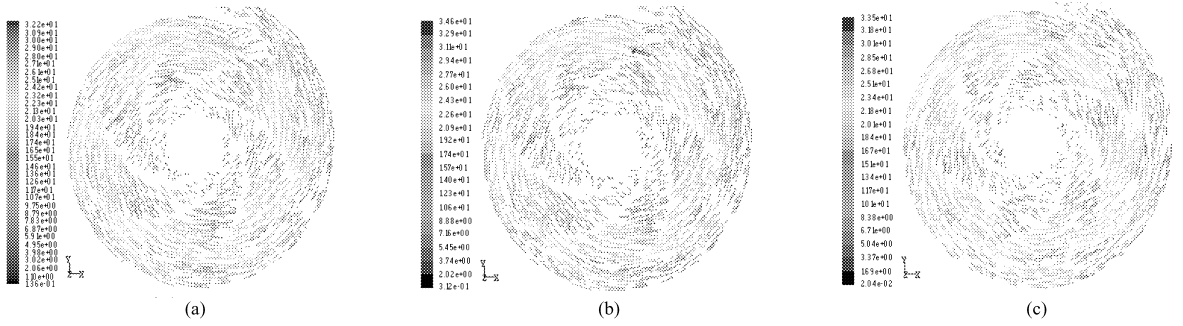 3.22e+01
3.09e+01
3.00e+01
2.90e+01
2.80e+01
2.71e+01
2.61e+01
2.51e+01
2.42e+01
2.32e+01
2.23e+01
2.13e+01
2.03e+01
1.94e+01
1.84e+01
1.74e+01
1.65e+01
1.55e+01
1.46e+01
1.36e+01
1.26e+01
1.17e+01
1.07e+01
9.75e+00
8.79e+00
7.83e+00
6.87e+00
5.91e+00
4.95e+00
3.98e+00
3.02e+00
2.06e+00
1.10e+00
1.36e-01
Y
Z X
(a)
3.46e+01
3.29e+01
3.11e+01
2.94e+01
2.77e+01
2.60e+01
2.43e+01
2.26e+01
2.09e+01
1.92e+01
1.74e+01
1.57e+01
1.40e+01
1.23e+01
1.06e+01
8.88e+00
7.16e+00
5.45e+00
3.74e+00
2.02e+00
3.12e-01
Y
Z X
(b)
3.35e+01
3.18e+01
3.01e+01
2.85e+01
2.68e+01
2.51e+01
2.34e+01
2.18e+01
2.01e+01
1.84e+01
1.67e+01
1.51e+01
1.34e+01
1.17e+01
1.01e+01
8.38e+00
6.71e+00
5.04e+00
3.37e+00
1.69e+00
2.04e-02
Y
Z X
(c)